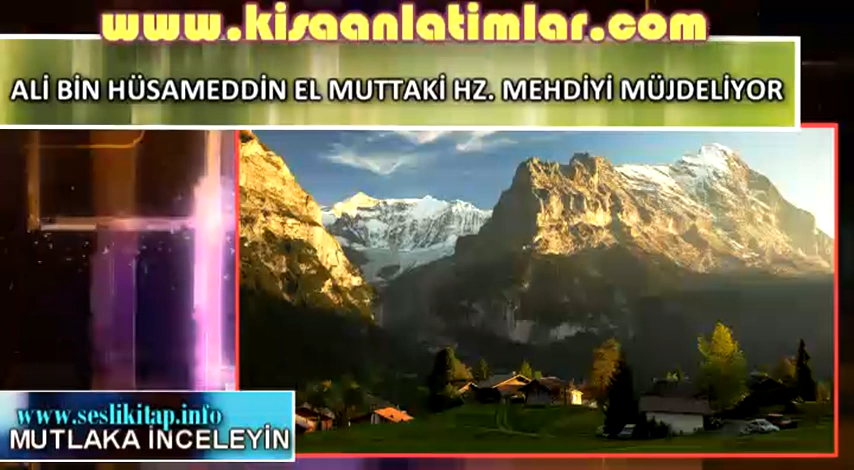 www.kisaanlatimlar.com
ALİ BİN HÜSAMEDDİN EL MUTTAKİ HZ. MEHDİYİ MÜJDELİYOR
www.seslikitap.info
MUTLAKA İNCELEYİN